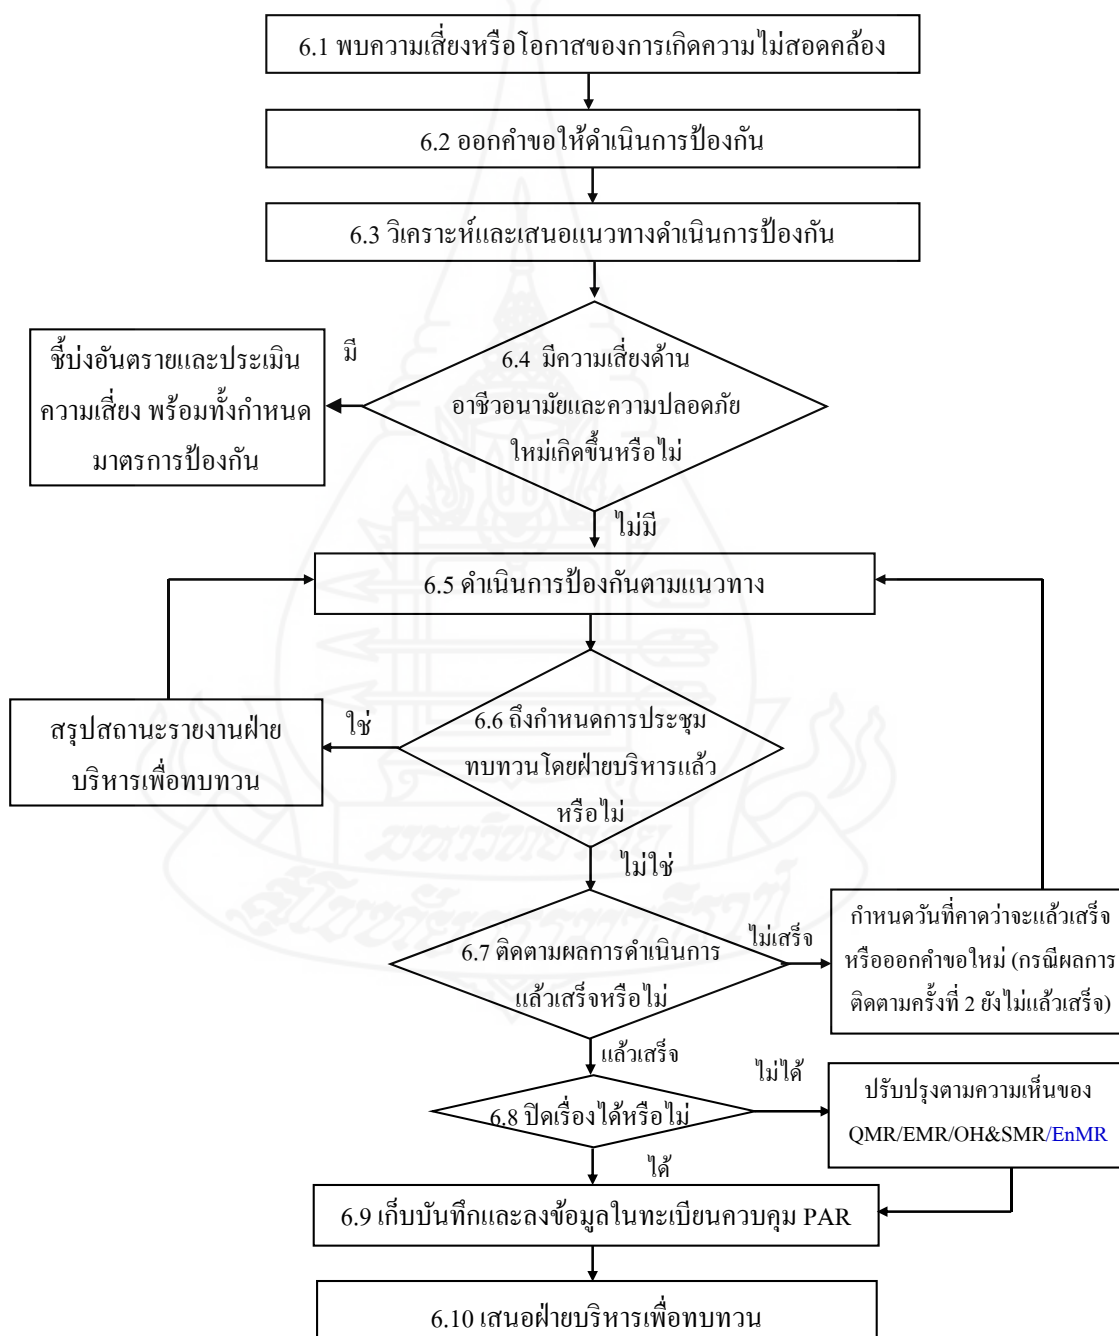 6.1 พบความเสี่ยงหรือโอกาสของการเกิดความไม่สอดคล้อง
6.2 ออกคำขอให้ดำเนินการป้องกัน
6.3 วิเคราะห์และเสนอแนวทางดำเนินการป้องกัน
6.4 มีความเสี่ยงด้าน
อาชีวอนามัยและความปลอดภัย
ใหม่เกิดขึ้นหรือไม่
มี
ชี้บ่งอันตรายและประเมิน
ความเสี่ยง พร้อมทั้งกำหนด
มาตรการป้องกัน
ไม่มี
6.5 ดำเนินการป้องกันตามแนวทาง
6.6 ถึงกำหนดการประชุม
ทบทวนโดยฝ่ายบริหารแล้ว
หรือไม่
ใช่
สรุปสถานะรายงานฝ่าย
บริหารเพื่อทบทวน
ไม่ใช่
6.7 ติดตามผลการดำเนินการ
แล้วเสร็จหรือไม่
ไม่เสร็จ
กำหนดวันที่คาดว่าจะแล้วเสร็จ
หรือออกคำขอใหม่ (กรณีผลการ
ติดตามครั้งที่ 2 ยังไม่แล้วเสร็จ)
แล้วเสร็จ
6.8 ปิดเรื่องได้หรือไม่
ไม่ได้
ปรับปรุงตามความเห็นของ
QMR/EMR/OH&SMR/EnMR
ได้
6.9 เก็บบันทึกและลงข้อมูลในทะเบียนควบคุม PAR
6.10 เสนอฝ่ายบริหารเพื่อทบทวน
มหาวิทยาลัย
สุโขทัยธรรมาธิราช